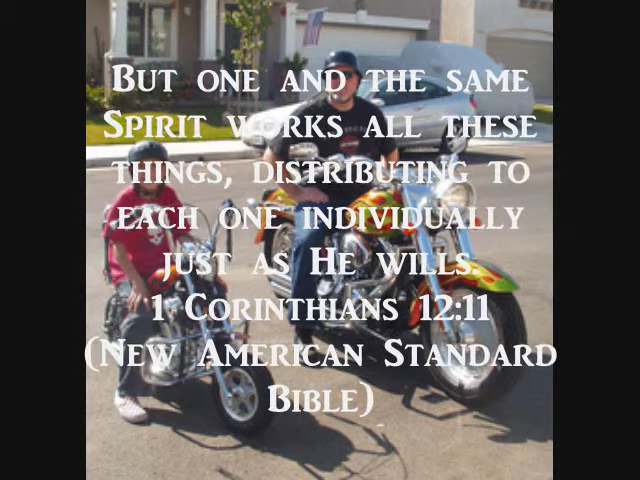 But one and the same
Spirit works all these
things, distributing to
each one individually
just as He wills.
1 Corinthians 12:11
(New American Standard
Bible)